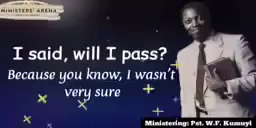 MINISTERS' ARENA
I said, will I pass?
Because you know, I wasn't
very sure
Ministering: Pst. W.F. Kumuyi